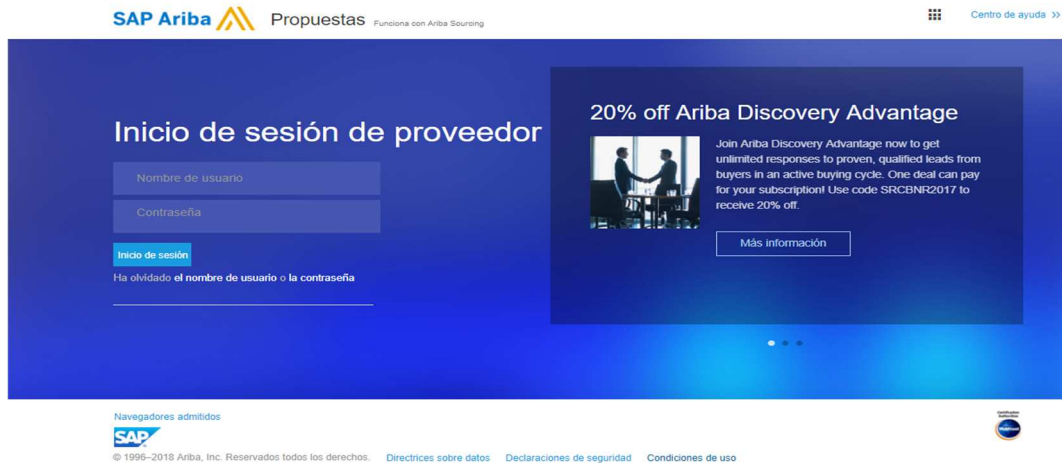 SAP Ariba Propuestas Funciona con Ariba Sourcing
Centro de ayuda >>
Inicio de sesión de proveedor
Nombre de usuario
Contraseña
Inicio de sesión
Ha olvidado el nombre de usuario o la contraseña
20% off Ariba Discovery Advantage
Join Ariba Discovery Advantage now to get
unlimited responses to proven, qualified leads from
buyers in an active buying cycle. One deal can pay
for your subscription! Use code SRCBNR2017 to
receive 20% off.
Más información
Navegadores admitidos
SAP
© 1996–2018 Ariba, Inc. Reservados todos los derechos. Directrices sobre datos Declaraciones de seguridad Condiciones de uso